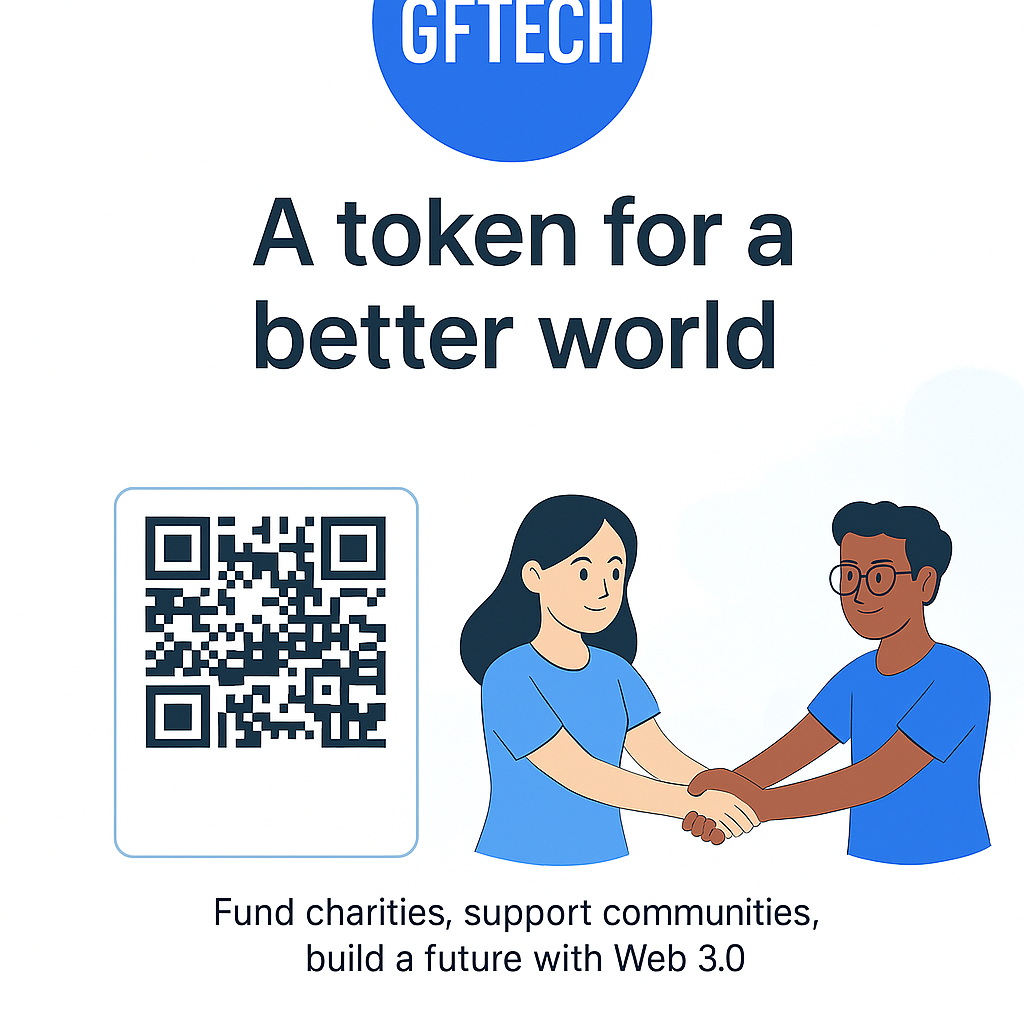 GFTECH
A token for a
better world
Fund charities, support communities,
build a future with Web 3.0